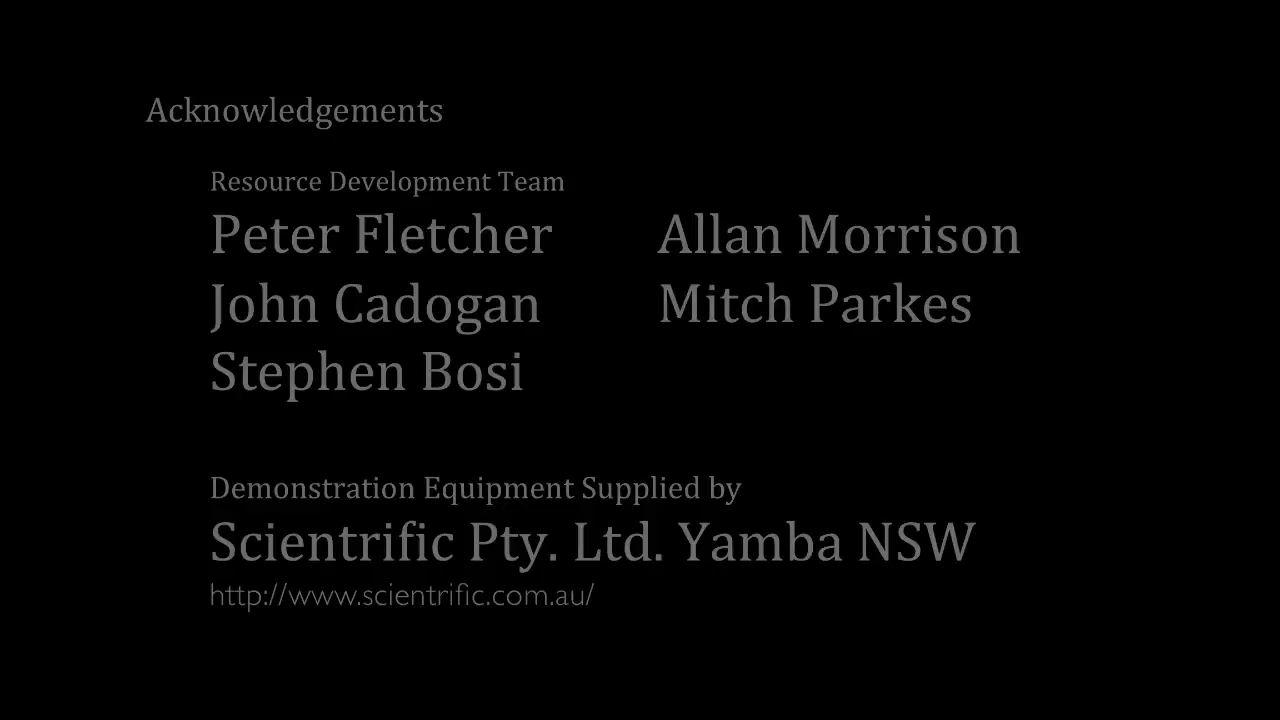 Acknowledgements
Resource Development Team
Peter Fletcher Allan Morrison
John Cadogan Mitch Parkes
Stephen Bosi
Demonstration Equipment Supplied by
Scientrific Pty. Ltd. Yamba NSW
http://www.scientrific.com.au/